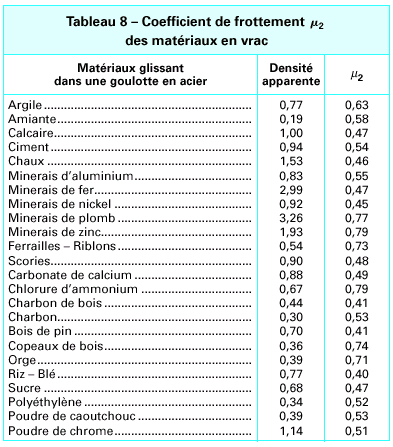 Tableau 8 – Coefficient de frottement μ2
des matériaux en vrac
Matériaux glissant
dans une goulotte en acier
Densité
apparente
μ2
Argile ........ 0,77 0,63
Amiante ........ 0,19 0,58
Calcaire ........ 1,00 0,47
Ciment ........ 0,94 0,54
Chaux ........ 1,53 0,46
Minerais d'aluminium ........ 0,83 0,55
Minerais de fer ........ 2,99 0,47
Minerais de nickel ........ 0,92 0,45
Minerais de plomb ........ 3,26 0,77
Minerais de zinc ........ 1,93 0,79
Ferrailles – Riblons ........ 0,54 0,73
Scories ........ 0,90 0,48
Carbonate de calcium ........ 0,88 0,49
Chlorure d'ammonium ........ 0,67 0,79
Charbon de bois ........ 0,44 0,41
Charbon ........ 0,30 0,53
Bois de pin ........ 0,70 0,41
Copeaux de bois ........ 0,36 0,74
Orge ........ 0,39 0,71
Riz – Blé ........ 0,77 0,40
Sucre ........ 0,68 0,47
Polyéthylène ........ 0,34 0,52
Poudre de caoutchouc ........ 0,39 0,53
Poudre de chrome ........ 1,14 0,51